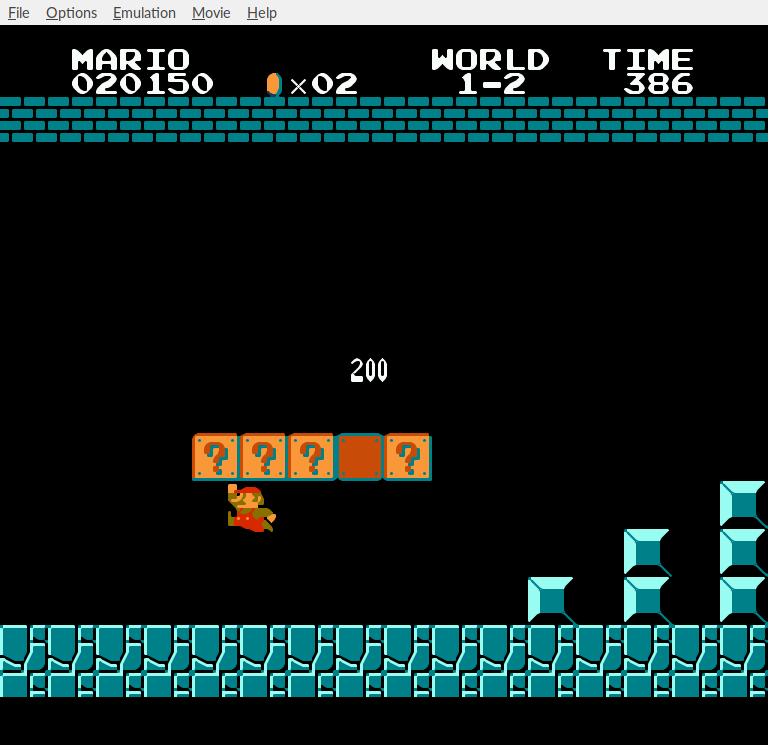 File Options Emulation Movie Help
MARIO WORLD TIME
020150 ×02 1-2 386
200
? ? ? ?